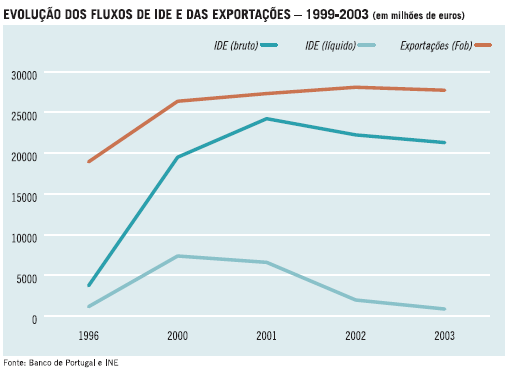 EVOLUÇÃO DOS FLUXOS DE IDE E DAS EXPORTAÇÕES – 1999-2003 (em milhões de euros)
IDE (bruto) IDE (líquido) Exportações (Fob)
30000
25000
20000
15000
10000
5000
0
1996 2000 2001 2002 2003
Fonte: Banco de Portugal e INE